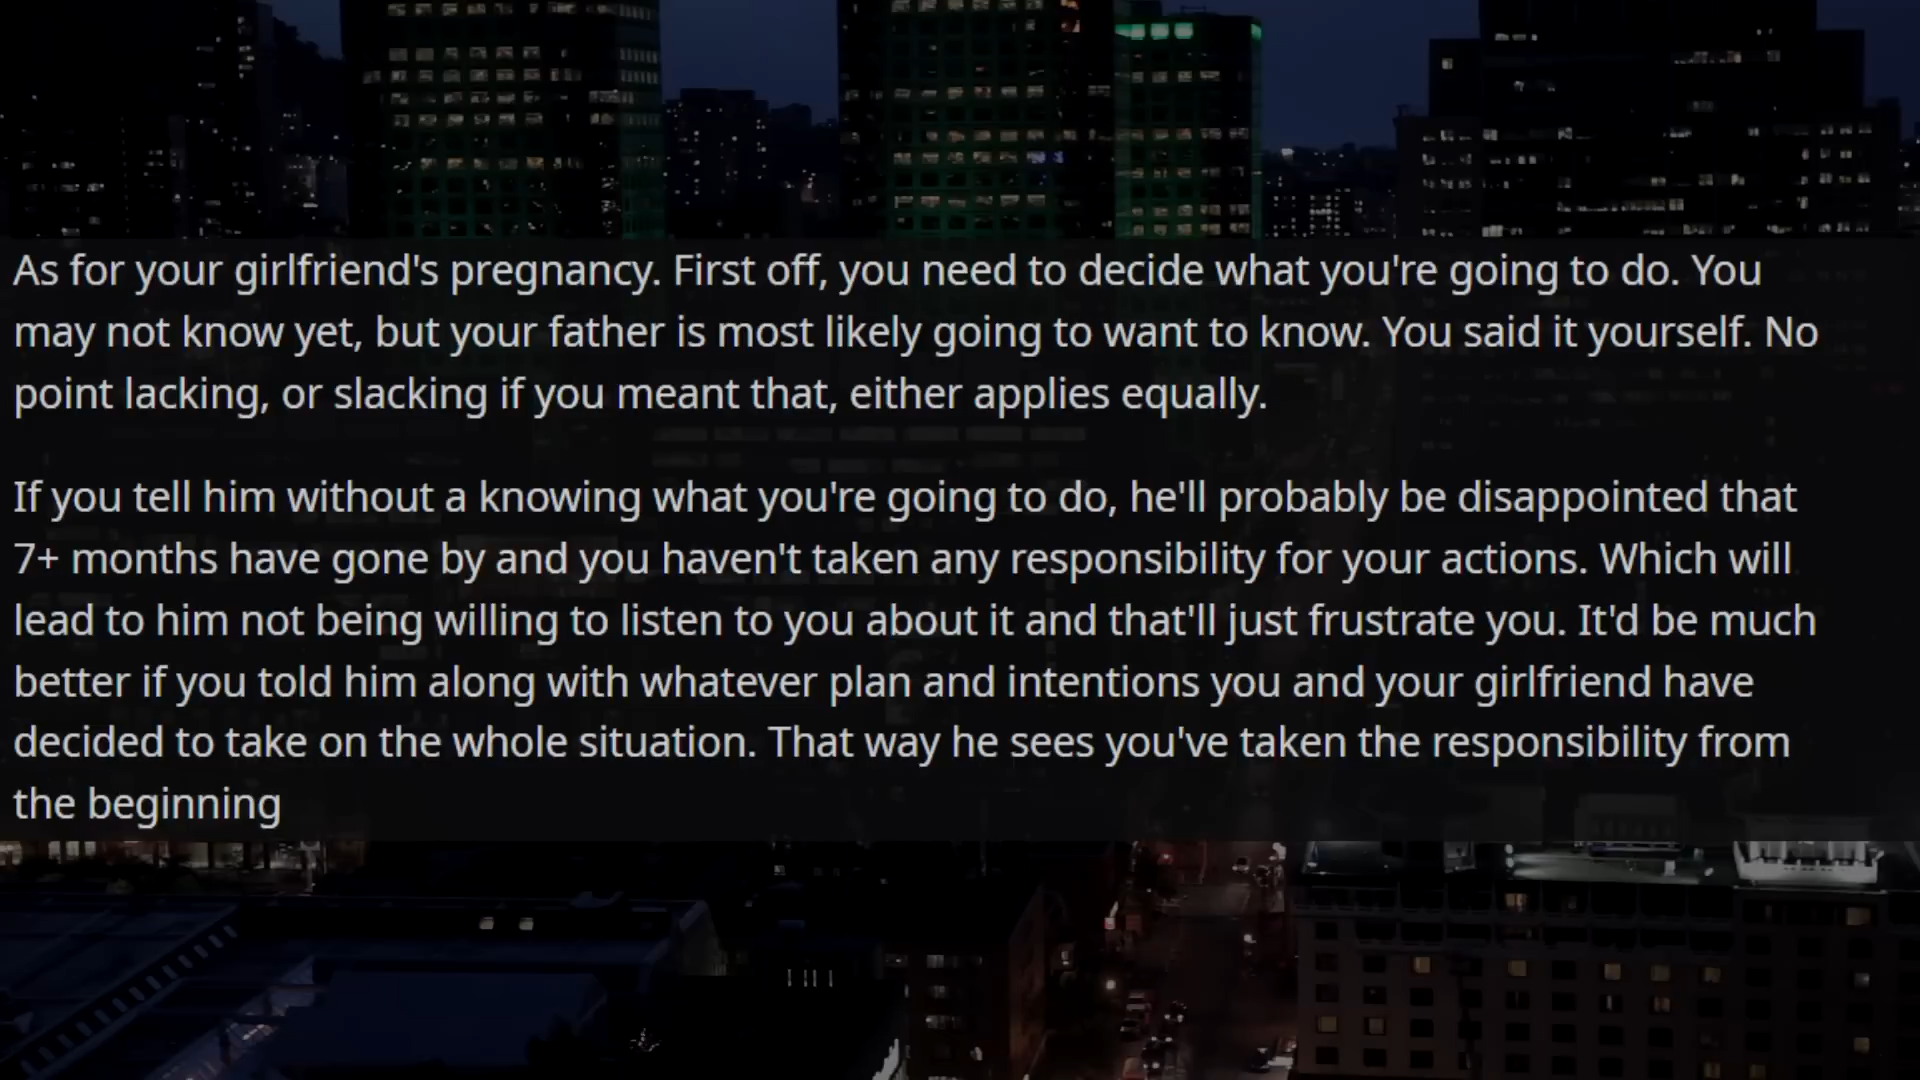 As for your girlfriend's pregnancy. First off, you need to decide what you're going to do. You
may not know yet, but your father is most likely going to want to know. You said it yourself. No
point lacking, or slacking if you meant that, either applies equally.
If you tell him without a knowing what you're going to do, he'll probably be disappointed that
7+ months have gone by and you haven't taken any responsibility for your actions. Which will
lead to him not being willing to listen to you about it and that'll just frustrate you. It'd be much
better if you told him along with whatever plan and intentions you and your girlfriend have
decided to take on the whole situation. That way he sees you've taken the responsibility from
the beginning